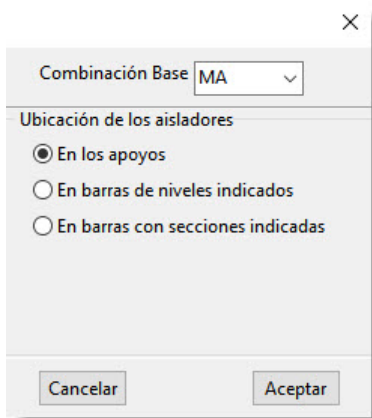 Combinación Base MA
Ubicación de los aisladores
En los apoyos
En barras de niveles indicados
En barras con secciones indicadas
Cancelar Aceptar